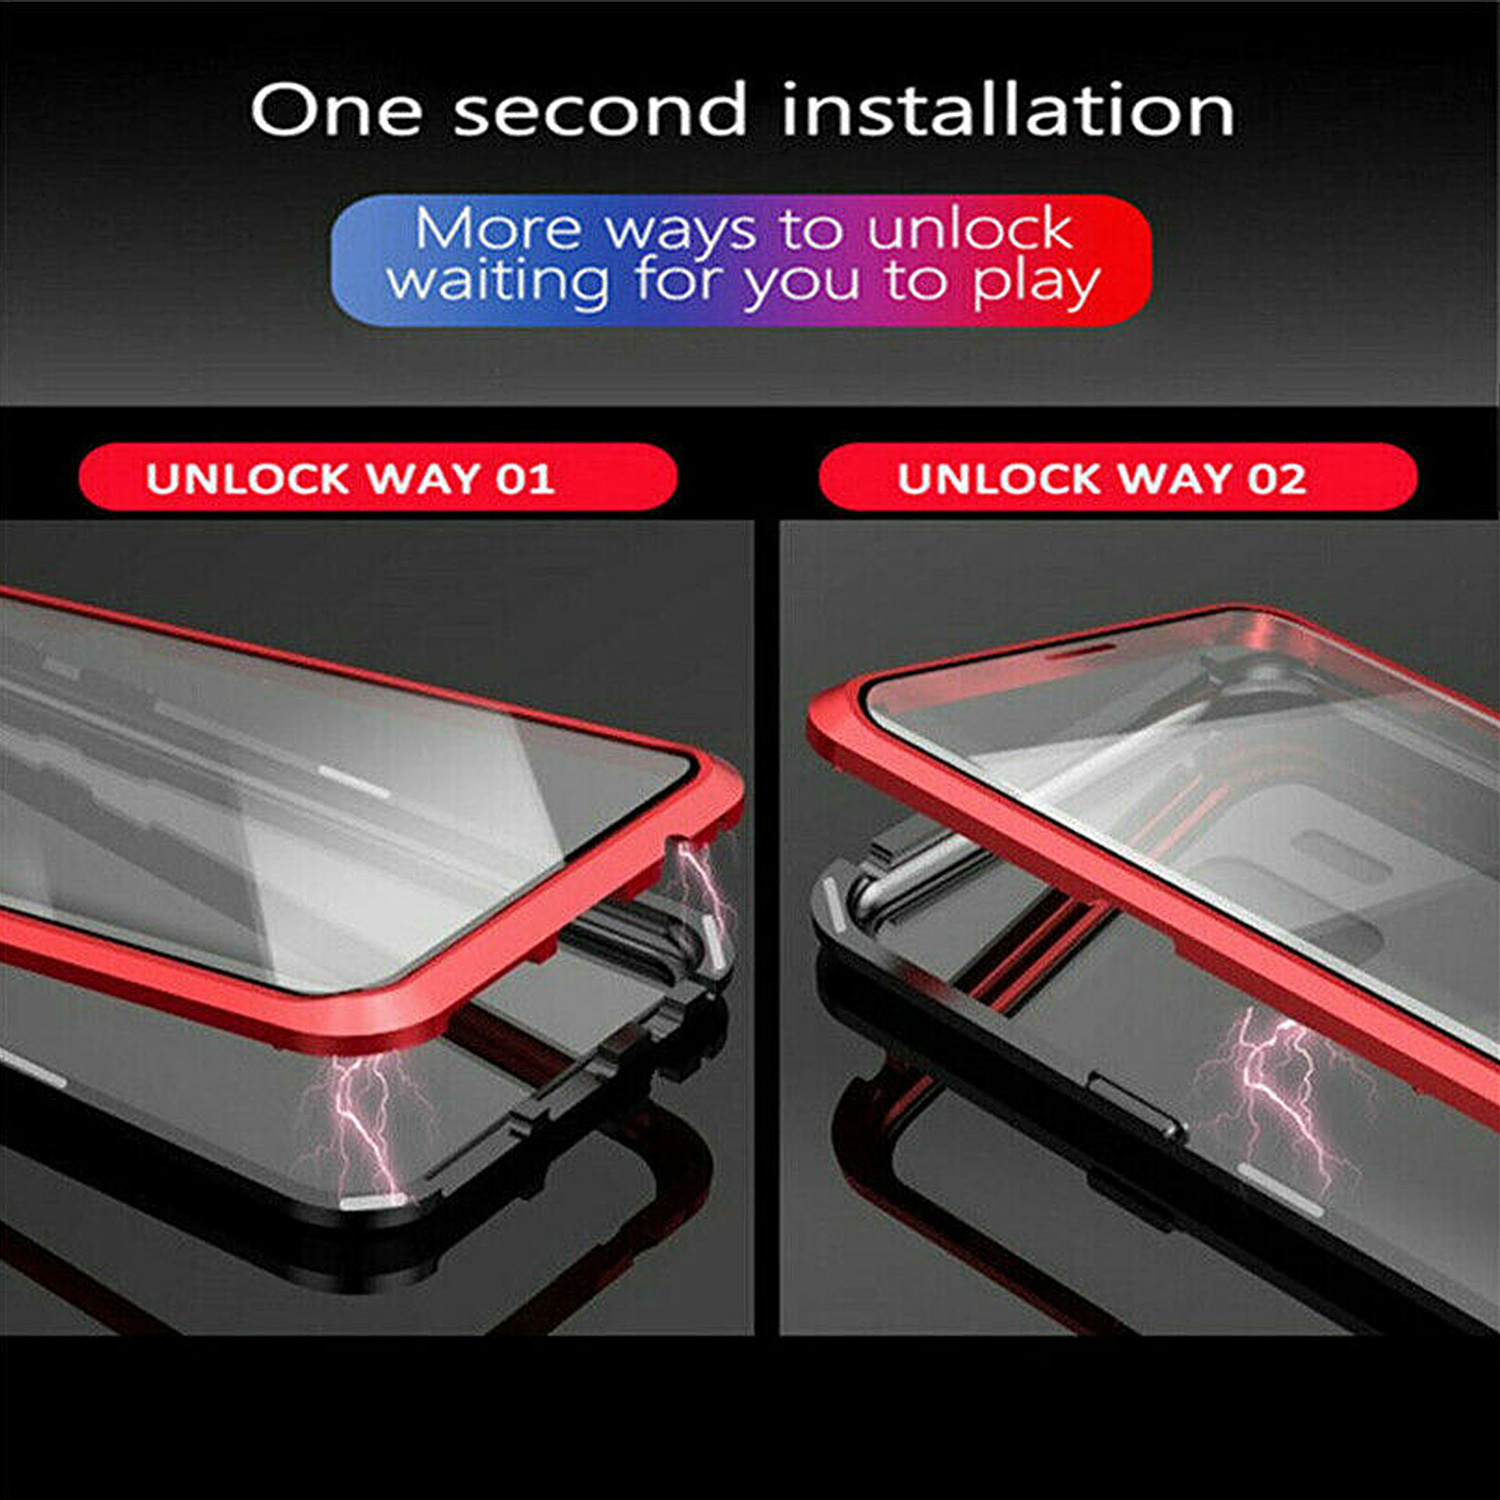 One second installation
More ways to unlock
waiting for you to play
UNLOCK WAY 01
UNLOCK WAY 02